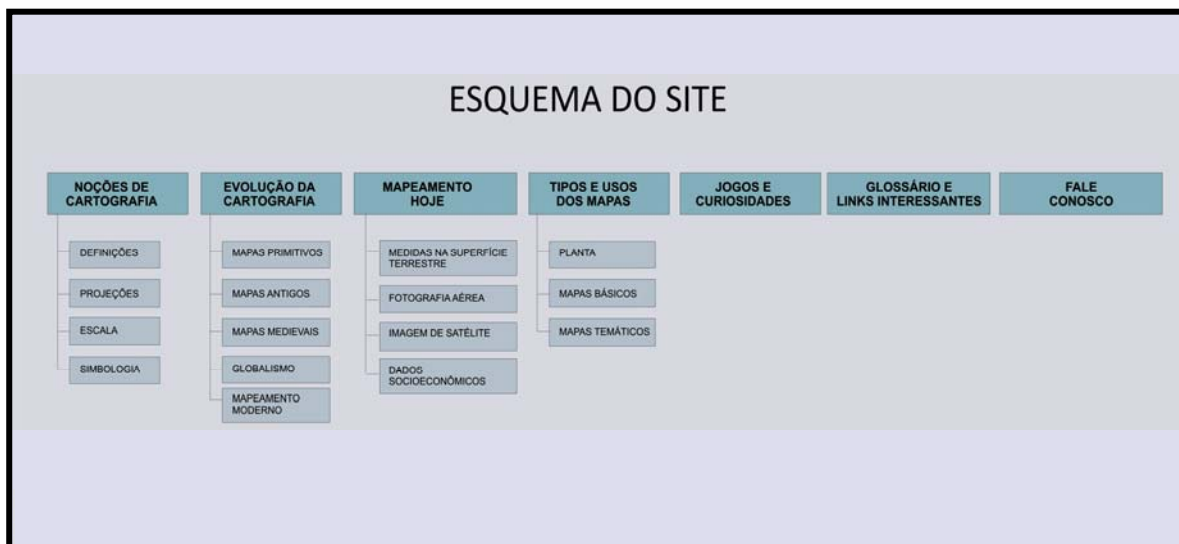 ESQUEMA DO SITE
NOÇÕES DE
CARTOGRAFIA
DEFINIÇÕES
PROJEÇÕES
ESCALA
SIMBOLOGIA
EVOLUÇÃO DA
CARTOGRAFIA
MAPAS PRIMITIVOS
MAPAS ANTIGOS
MAPAS MEDIEVAIS
GLOBALISMO
MAPEAMENTO
MODERNO
MAPEAMENTO
HOJE
MEDIDAS NA SUPERFÍCIE
TERRESTRE
FOTOGRAFIA AÉREA
IMAGEM DE SATÉLITE
DADOS
SOCIOECONÔMICOS
TIPOS E USOS
DOS MAPAS
PLANTA
MAPAS BÁSICOS
MAPAS TEMÁTICOS
JOGOS E
CURIOSIDADES
GLOSSÁRIO E
LINKS INTERESSANTES
FALE
CONOSCO